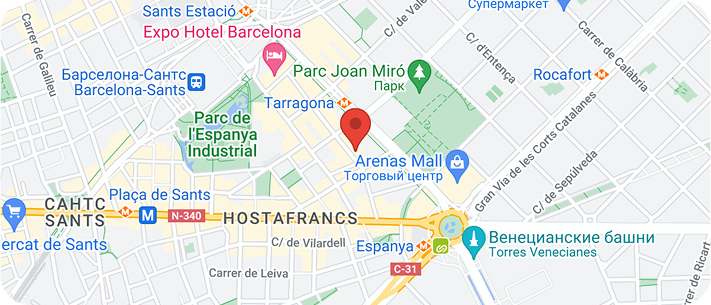 Sants Estació
Супермаркет
Expo Hotel Barcelona
Carrer de Galileu
C/ de València
C/ d'Entença
Carrer de Calàbria
Барселона-Сантс
Barcelona-Sants
Parc Joan Miró
Парк
Rocafort
Tarragona
Parc de
l'Espanya
Industrial
Arenas Mall
Торговый центр
Gran Via de les Corts Catalanes
C/ de Sepúlveda
Plaça de Sants
САНТС
SANTS
N-340
HOSTAFRANCS
ercat de Sants
C/ de Vilardell
Espanya
Венецианские башни
Torres Venecianes
C-31
Carrer de Leiva
Carrer de Ricart